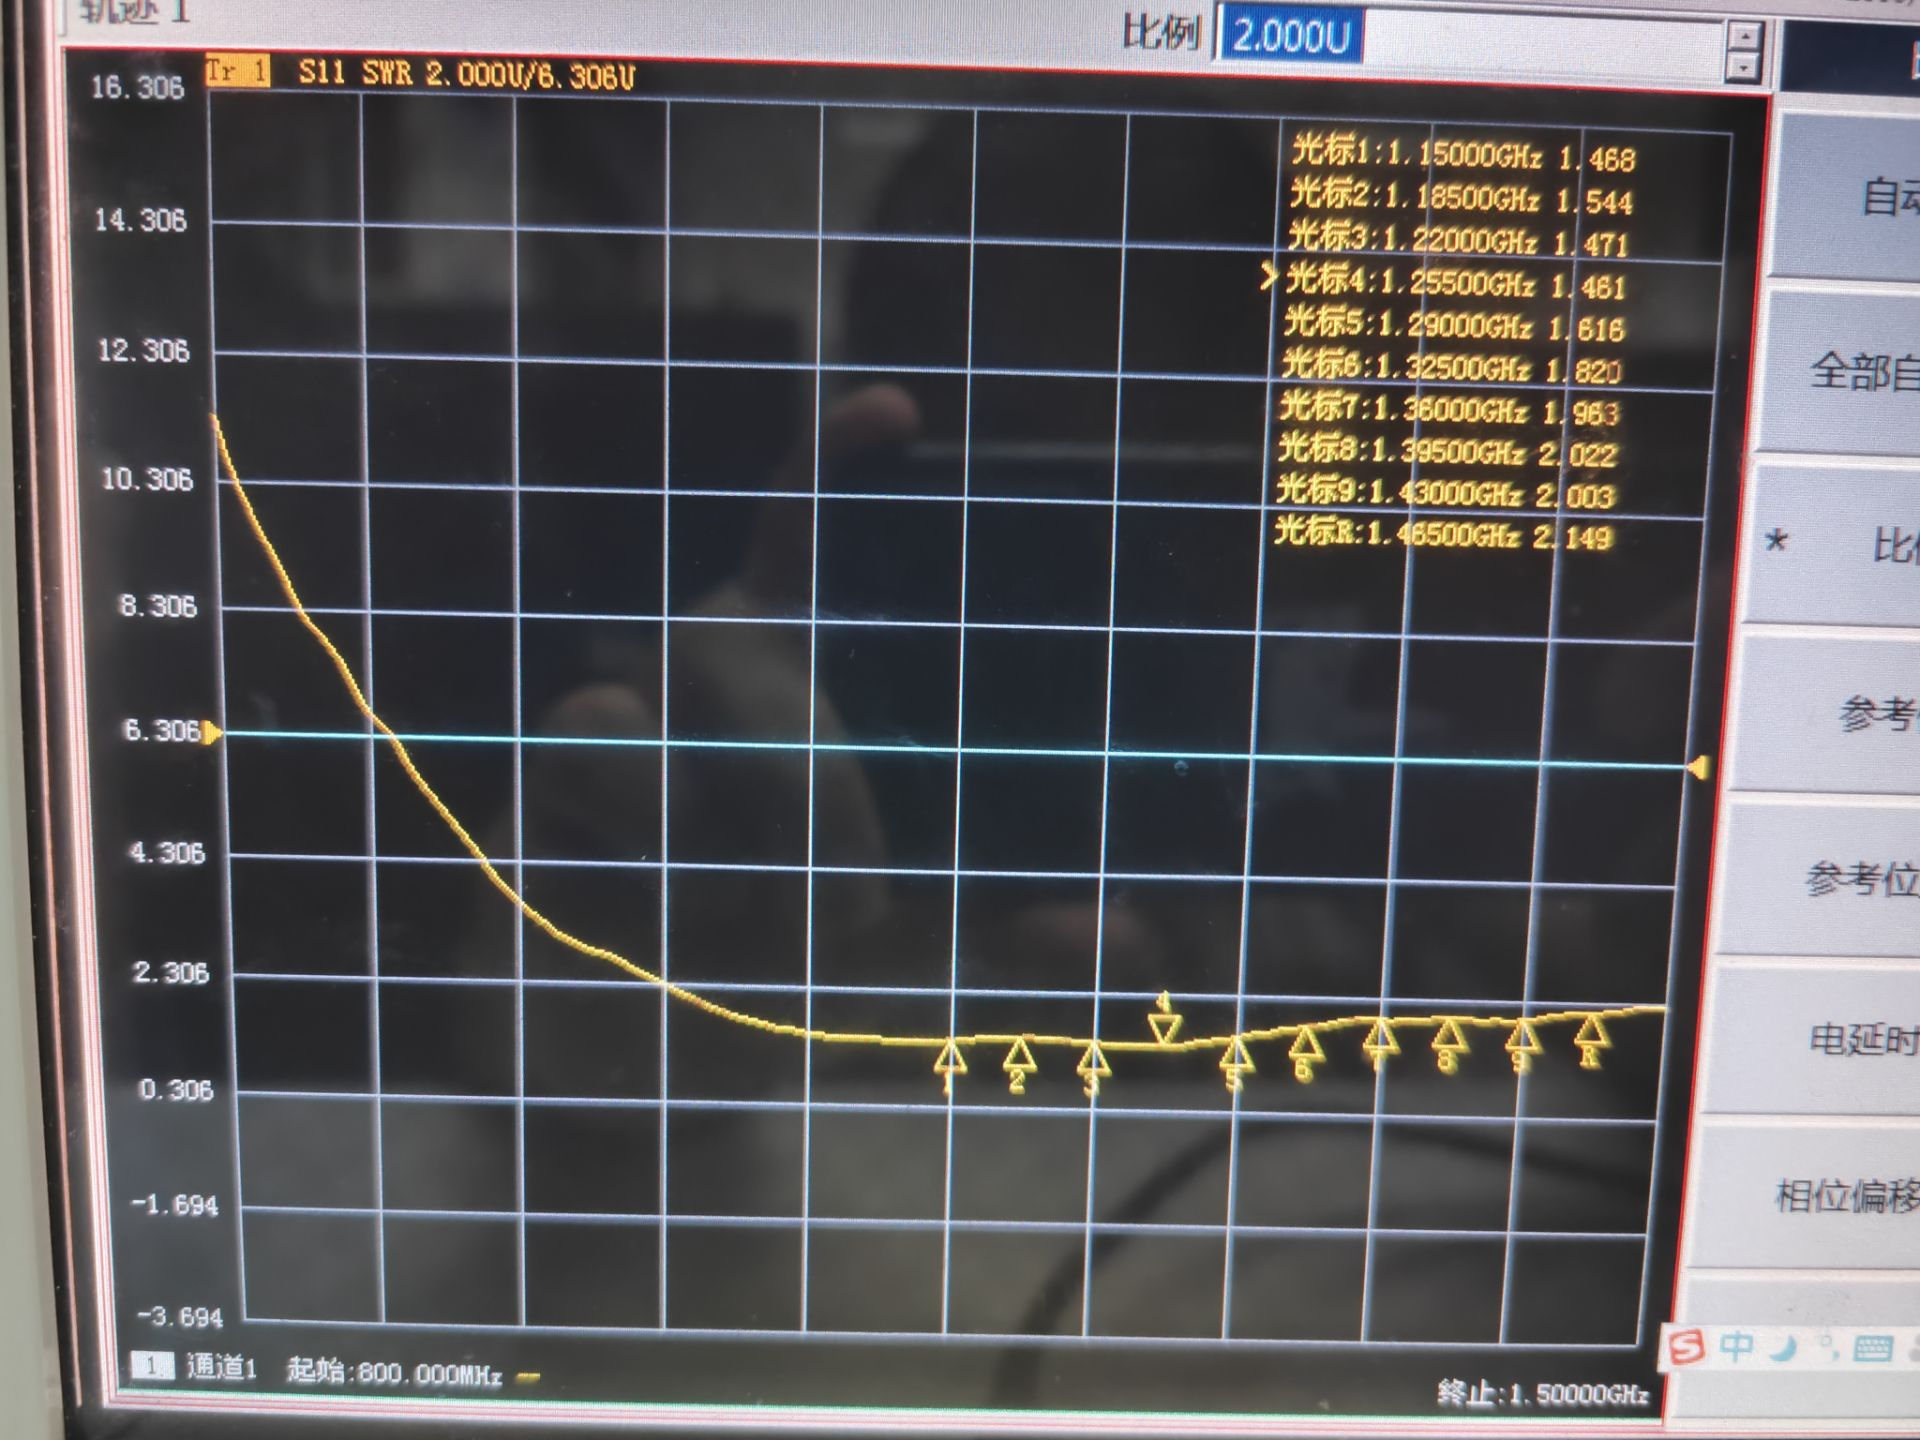 轨迹 1
比例 2.000U
Tr 1 S11 SWR 2.000U/6.306U
16.306
14.306
12.306
10.306
8.306
6.306
4.306
2.306
0.306
-1.694
-3.694
光标1:1.15000GHz 1.468
光标2:1.18500GHz 1.544
光标3:1.22000GHz 1.471
>光标4:1.25500GHz 1.461
光标5:1.29000GHz 1.616
光标6:1.32500GHz 1.820
光标7:1.36000GHz 1.963
光标8:1.39500GHz 2.022
光标9:1.43000GHz 2.003
光标R:1.46500GHz 2.149
4
1 2 3 5 6 7 8 9 R
1 通道1 起始:800.000MHz
终止:1.50000GHz
自动
全部自
* 比例
参考
参考位
电延时
相位偏移
S 中